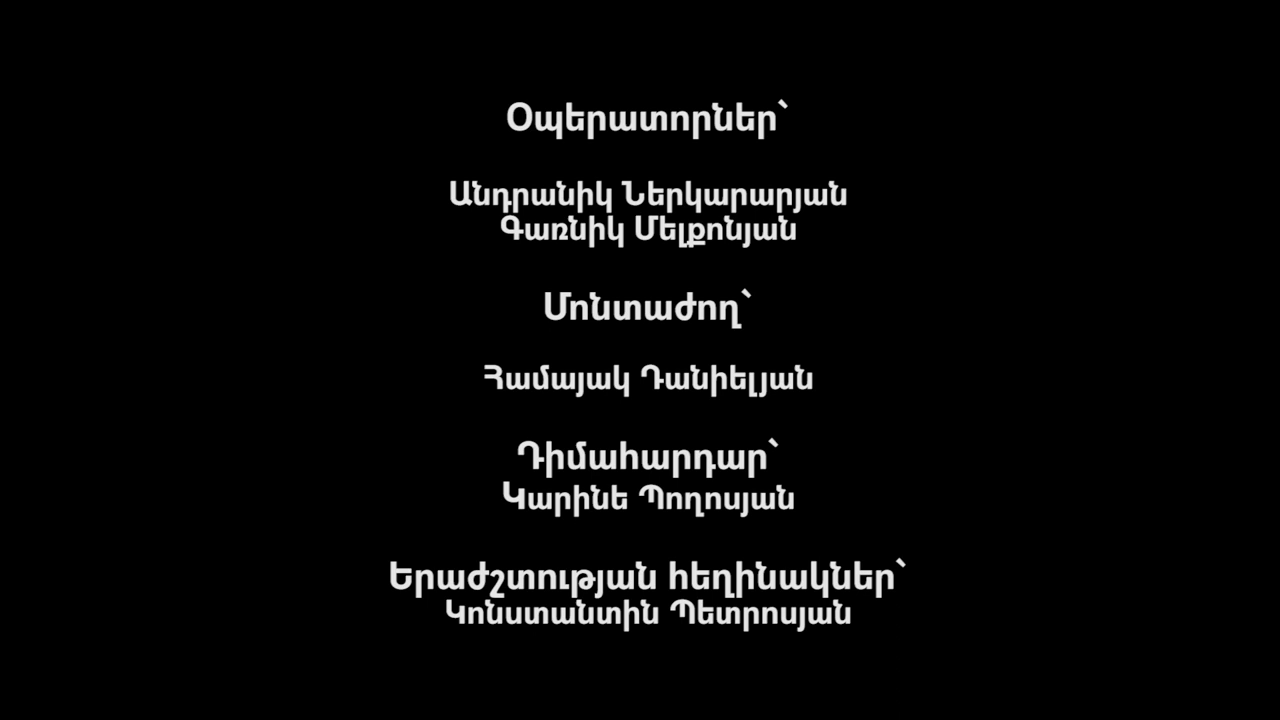 Օպերատորներ՝
Անդրանիկ Ներկարարյան
Գառնիկ Մելքոնյան
Մոնտաժող՝
Համայակ Դանիելյան
Դիմահարդար՝
Կարինե Պողոսյան
Երաժշտության հեղինակներ՝
Կոնստանտին Պետրոսյան